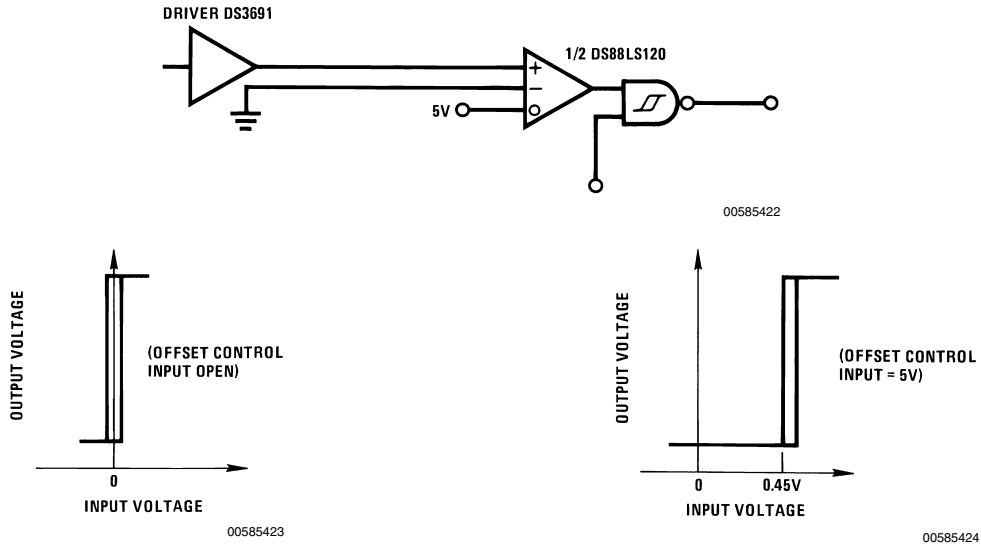 DRIVER DS3691
1/2 DS88LS120
+
−
5V
00585422
OUTPUT VOLTAGE
(OFFSET CONTROL
INPUT OPEN)
0
INPUT VOLTAGE
00585423
OUTPUT VOLTAGE
(OFFSET CONTROL
INPUT = 5V)
0
0.45V
INPUT VOLTAGE
00585424